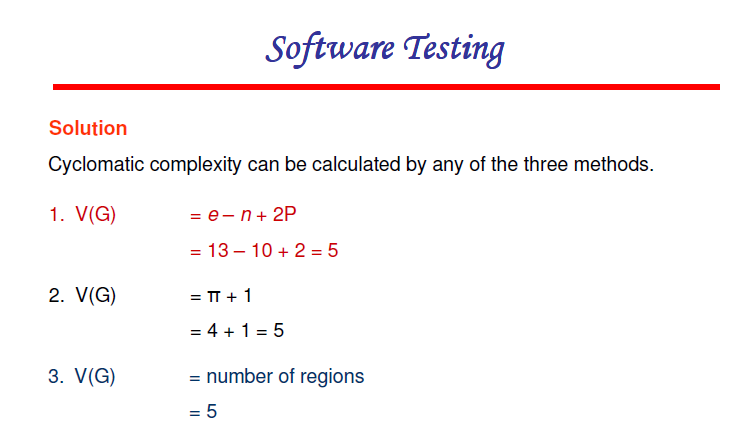 Software Testing
Solution
Cyclomatic complexity can be calculated by any of the three methods.
1. V(G) = e – n + 2P
= 13 – 10 + 2 = 5
2. V(G) = π + 1
= 4 + 1 = 5
3. V(G) = number of regions
= 5